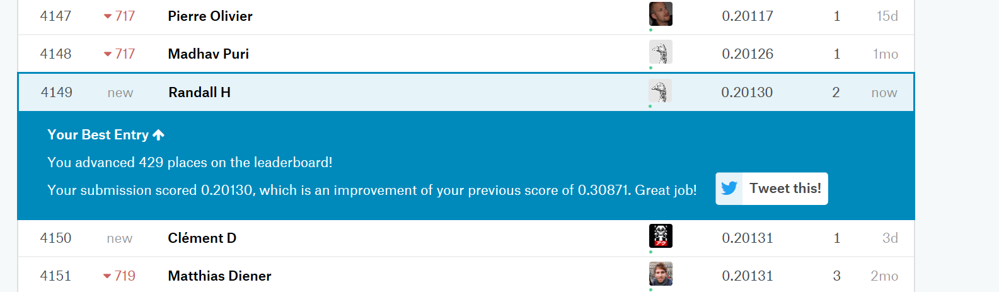 4147 717 Pierre Olivier 0.20117 1 15d
4148 717 Madhav Puri 0.20126 1 1mo
4149 new Randall H 0.20130 2 now
Your Best Entry
You advanced 429 places on the leaderboard!
Your submission scored 0.20130, which is an improvement of your previous score of 0.30871. Great job! Tweet this!
4150 new Clément D アク 0.20131 1 3d
4151 719 Matthias Diener 0.20131 3 2mo